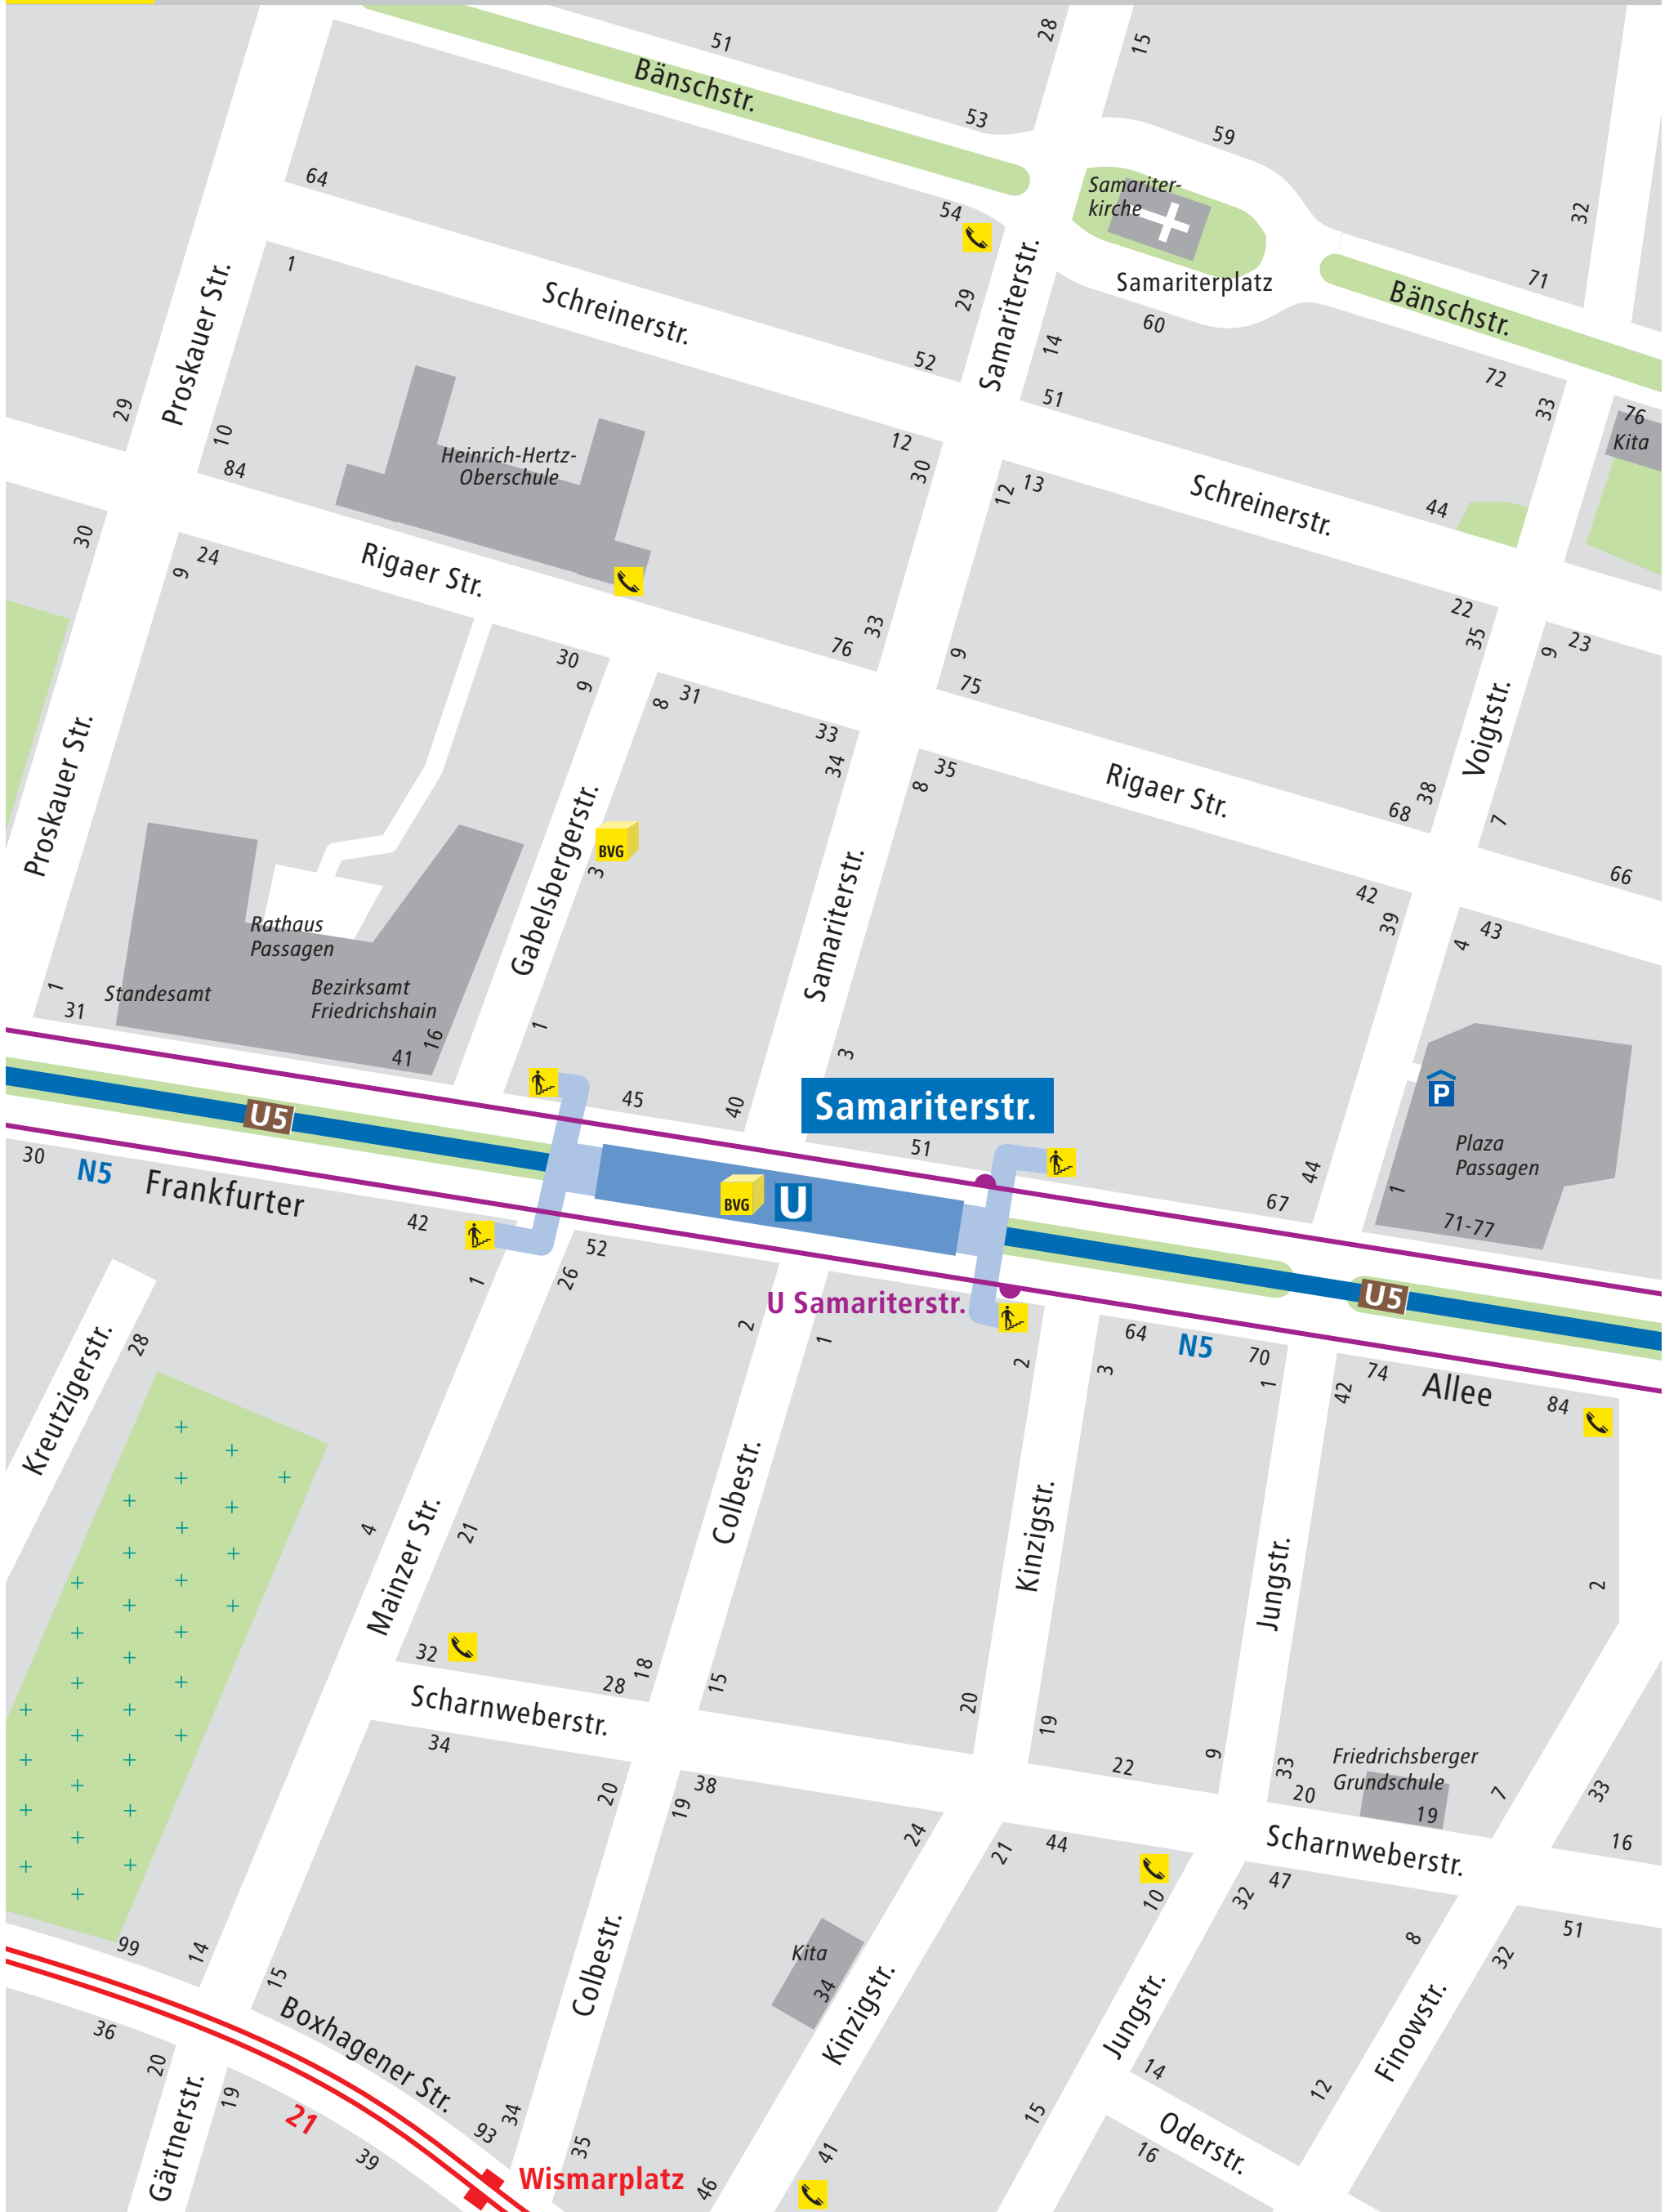 51
28
15
Bänschstr.
53
59
64
Samariter-
kirche
54
32
Samariterplatz
71
1
Proskauer Str.
Schreinerstr.
29
Samariterstr.
60
Bänschstr.
14
52
72
51
33
76
Kita
29
10
84
Heinrich-Hertz-
Oberschule
12
30
12
13
Schreinerstr.
44
30
24
9
Rigaer Str.
22
35
33
76
9
23
9
30
9
75
31
8
Voigtstr.
33
34
35
8
Rigaer Str.
38
68
7
Proskauer Str.
Gabelsbergerstr.
BVG
3
Samariterstr.
66
42
39
43
4
Rathaus
Passagen
1
31
Standesamt
Bezirksamt
Friedrichshain
16
41
1
3
45
40
Samariterstr.
P
U5
51
Plaza
Passagen
30
N5
Frankfurter
42
BVG
U
44
67
1
71-77
52
1
26
U Samariterstr.
U5
2
1
64
N5
70
74
Allee
84
28
2
3
1
42
Kreutzigerstr.
Colbestr.
Kinzigstr.
Jungstr.
4
Mainzer Str.
21
2
32
28
18
15
Scharnweberstr.
20
19
34
22
9
33
20
Friedrichsberger
Grundschule
19
7
33
20
19
38
24
21
44
Scharnweberstr.
16
10
32
47
99
14
15
Colbestr.
Kita
34
Kinzigstr.
8
32
51
Jungstr.
Finowstr.
36
20
19
Boxhagener Str.
14
12
Gärtnerstr.
21
39
93
34
35
15
Oderstr.
16
41
46
Wismarplatz